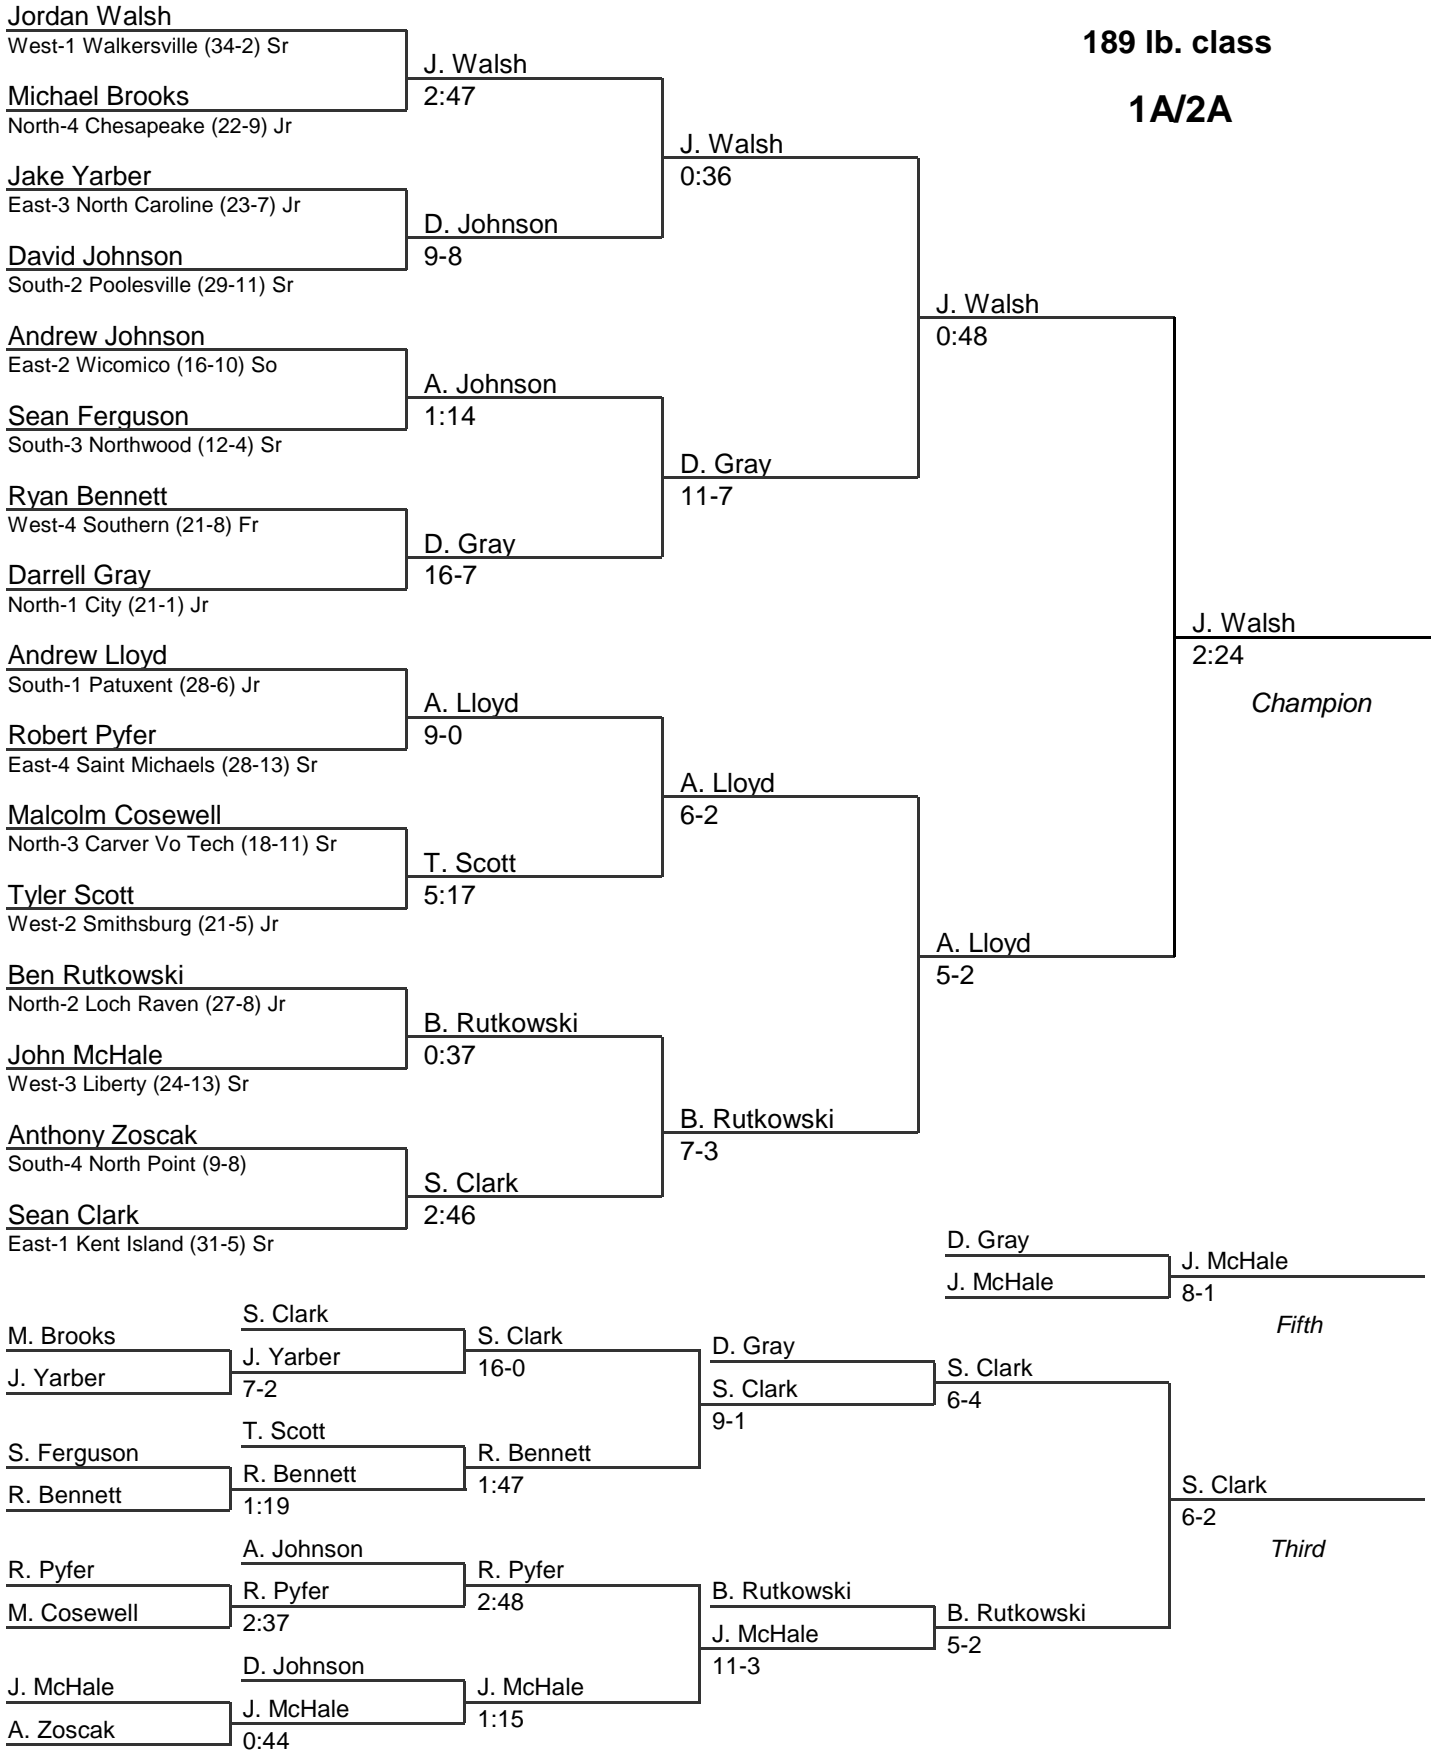 Jordan Walsh
West-1 Walkersville (34-2) Sr
189 lb. class
J. Walsh
2:47
Michael Brooks
North-4 Chesapeake (22-9) Jr
1A/2A
J. Walsh
0:36
Jake Yarber
East-3 North Caroline (23-7) Jr
D. Johnson
9-8
David Johnson
South-2 Poolesville (29-11) Sr
J. Walsh
0:48
Andrew Johnson
East-2 Wicomico (16-10) So
A. Johnson
1:14
Sean Ferguson
South-3 Northwood (12-4) Sr
D. Gray
11-7
Ryan Bennett
West-4 Southern (21-8) Fr
D. Gray
16-7
Darrell Gray
North-1 City (21-1) Jr
J. Walsh
2:24
Champion
Andrew Lloyd
South-1 Patuxent (28-6) Jr
A. Lloyd
9-0
Robert Pyfer
East-4 Saint Michaels (28-13) Sr
A. Lloyd
6-2
Malcolm Cosewell
North-3 Carver Vo Tech (18-11) Sr
T. Scott
5:17
Tyler Scott
West-2 Smithsburg (21-5) Jr
A. Lloyd
5-2
Ben Rutkowski
North-2 Loch Raven (27-8) Jr
B. Rutkowski
0:37
John McHale
West-3 Liberty (24-13) Sr
B. Rutkowski
7-3
Anthony Zoscak
South-4 North Point (9-8)
S. Clark
2:46
Sean Clark
East-1 Kent Island (31-5) Sr
D. Gray
J. McHale
J. McHale
8-1
Fifth
M. Brooks
J. Yarber
S. Clark
J. Yarber
7-2
S. Clark
16-0
D. Gray
S. Clark
9-1
S. Clark
6-4
S. Ferguson
R. Bennett
T. Scott
R. Bennett
1:19
R. Bennett
1:47
S. Clark
6-2
Third
R. Pyfer
M. Cosewell
A. Johnson
R. Pyfer
2:37
R. Pyfer
2:48
B. Rutkowski
J. McHale
11-3
B. Rutkowski
5-2
J. McHale
A. Zoscak
D. Johnson
J. McHale
0:44
J. McHale
1:15